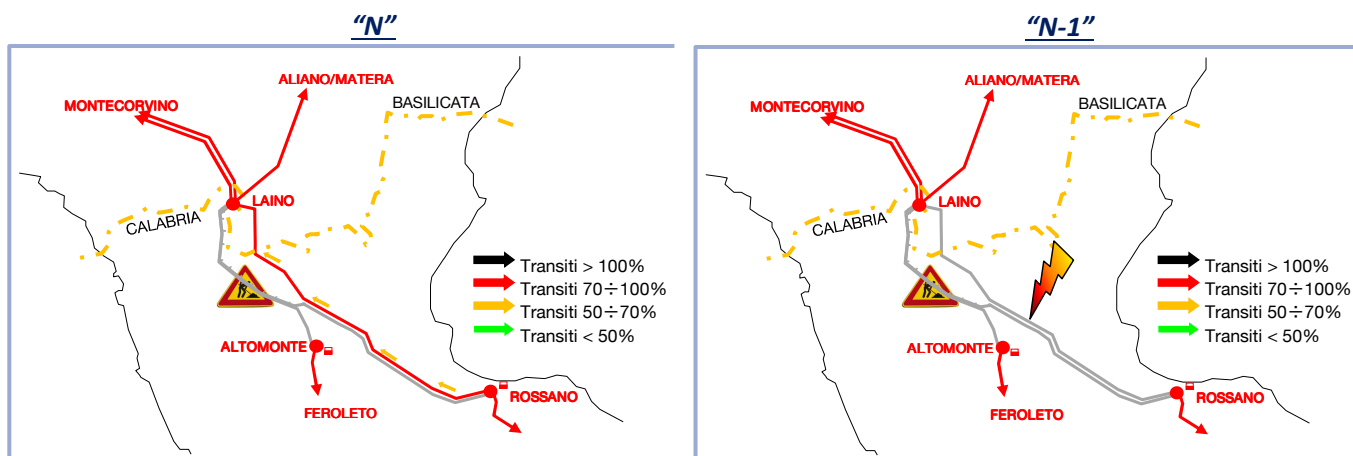 "N"
ALIANO/MATERA
MONTECORVINO
BASILICATA
LAINO
CALABRIA
Transiti > 100%
Transiti 70÷100%
Transiti 50÷70%
Transiti < 50%
ALTOMONTE
ROSSANO
FEROLETO
"N-1"
ALIANO/MATERA
MONTECORVINO
BASILICATA
LAINO
CALABRIA
Transiti > 100%
Transiti 70÷100%
Transiti 50÷70%
Transiti < 50%
ALTOMONTE
ROSSANO
FEROLETO